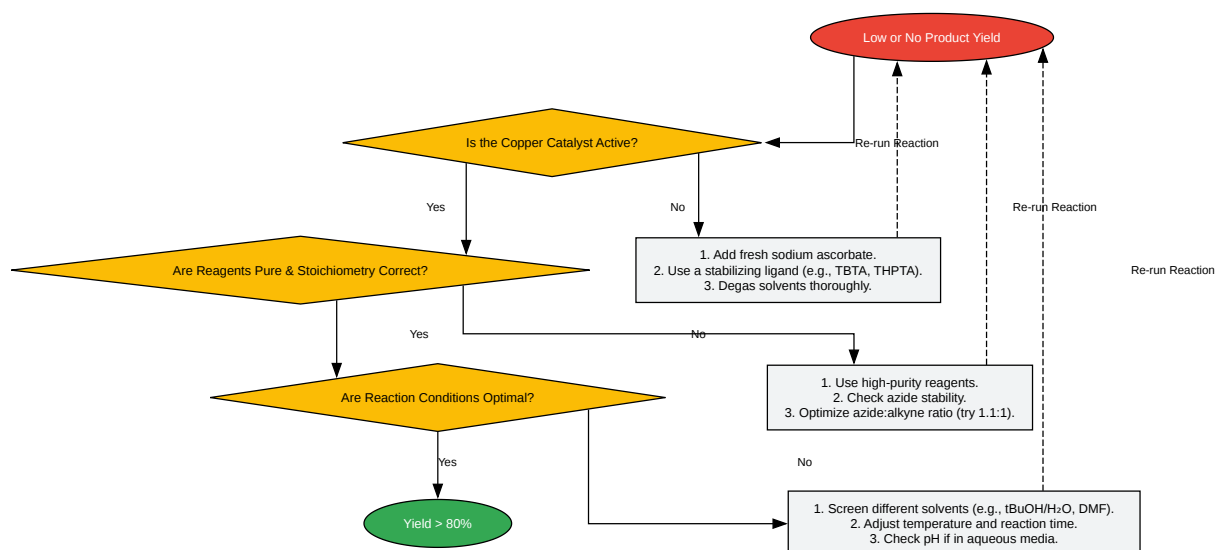 Low or No Product Yield
Is the Copper Catalyst Active?
Re-run Reaction
Yes
No
Re-run Reaction
Are Reagents Pure & Stoichiometry Correct?
1. Add fresh sodium ascorbate.
2. Use a stabilizing ligand (e.g., TBTA, THPTA).
3. Degas solvents thoroughly.
Re-run Reaction
Yes
No
Are Reaction Conditions Optimal?
1. Use high-purity reagents.
2. Check azide stability.
3. Optimize azide:alkyne ratio (try 1.1:1).
Yes
No
Yield > 80%
1. Screen different solvents (e.g., tBuOH/H₂O, DMF).
2. Adjust temperature and reaction time.
3. Check pH if in aqueous media.